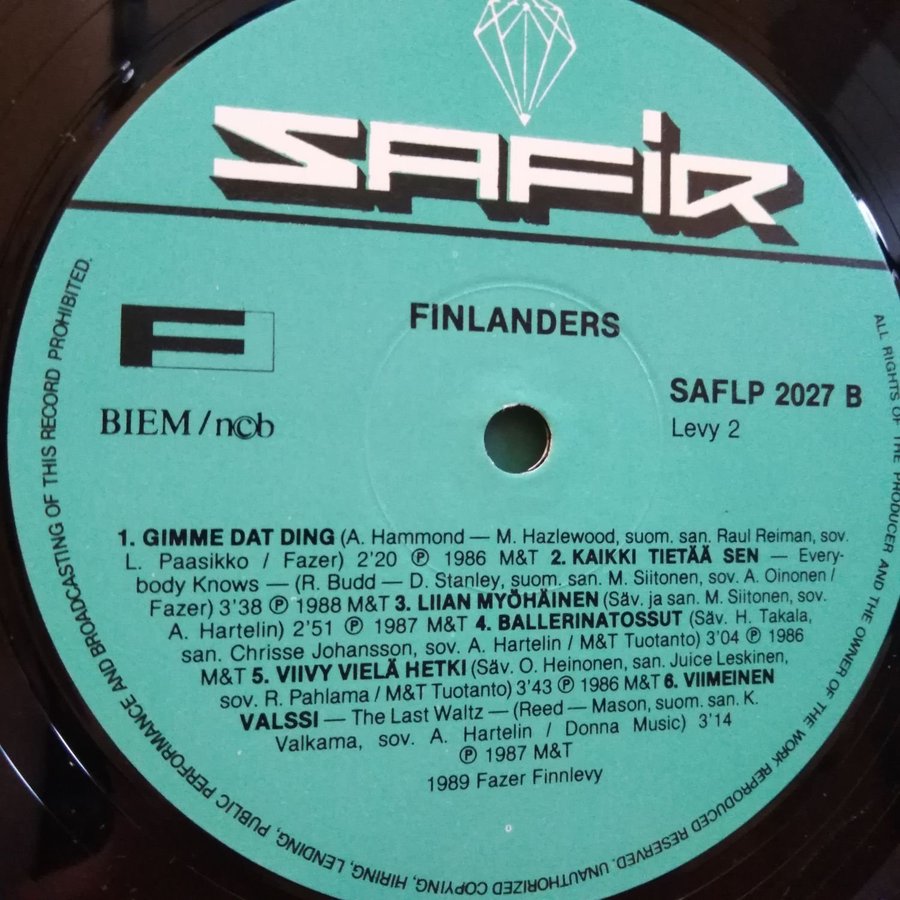 SAFIR
F
FINLANDERS
BIEM/n©b
SAFLP 2027 B
Levy 2
1. GIMME DAT DING (A. Hammond — M. Hazlewood, suom. san. Raul Reiman, sov.
L. Paasikko / Fazer) 2'20 ℗ 1986 M&T 2. KAIKKI TIETÄÄ SEN — Every-
body Knows — (R. Budd — D. Stanley, suom. san. M. Siitonen, sov. A. Oinonen /
Fazer) 3'38 ℗ 1988 M&T 3. LIIAN MYÖHÄINEN (Säv. ja san. M. Siitonen, sov.
A. Hartelin) 2'51 ℗ 1987 M&T 4. BALLERINATOSSUT (Säv. H. Takala,
san. Chrisse Johansson, sov. A. Hartelin / M&T Tuotanto) 3'04 ℗ 1986
M&T 5. VIIVY VIELÄ HETKI (Säv. O. Heinonen, san. Juice Leskinen,
sov. R. Pahlama / M&T Tuotanto) 3'43 ℗ 1986 M&T 6. VIIMEINEN
VALSSI — The Last Waltz — (Reed — Mason, suom. san. K.
Valkama, sov. A. Hartelin / Donna Music) 3'14
℗ 1987 M&T
1989 Fazer Finnlevy
ALL RIGHTS OF THE PRODUCER AND THE OWNER OF THE WORK REPRODUCED RESERVED. UNAUTHORIZED COPYING, HIRING, LENDING, PUBLIC PERFORMANCE AND BROADCASTING OF THIS RECORD PROHIBITED.